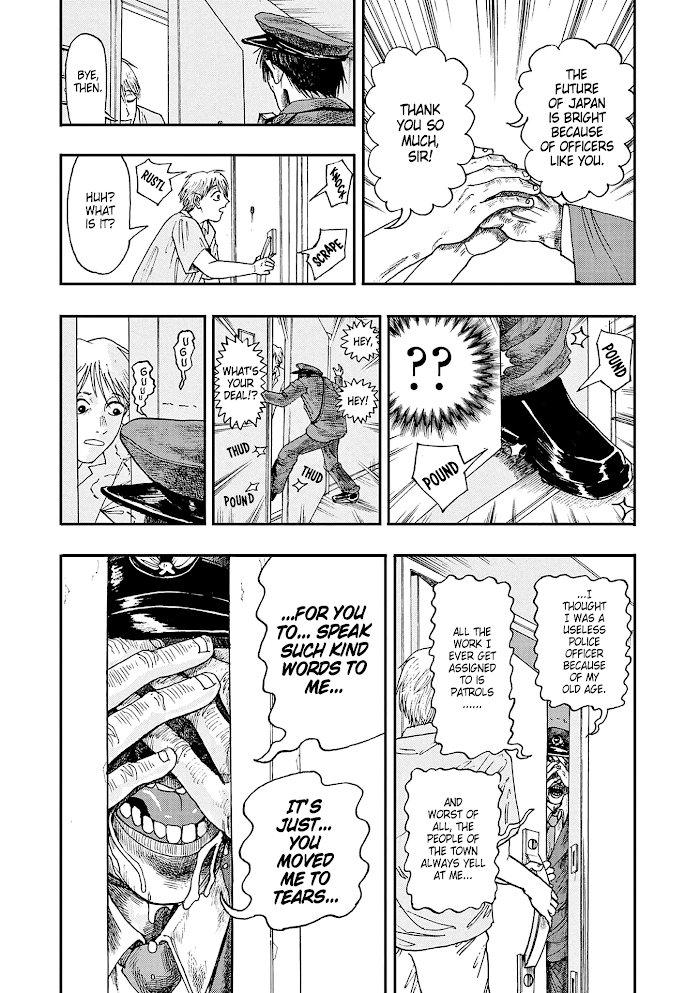 THE
FUTURE
OF JAPAN
IS BRIGHT
BECAUSE
OF OFFICERS
LIKE YOU.
THANK
YOU SO
MUCH,
SIR!
BYE,
THEN.
KNOCK
SCRAPE
RUSTL
HUH?
WHAT
IS IT?
POUND
??
POUND
HEY,
HEY!
WHAT'S
YOUR
DEAL!?
THUD
THUD
POUND
UGU
GUU
...I
THOUGHT
I WAS A
USELESS
POLICE
OFFICER
BECAUSE
OF MY
OLD AGE.
ALL THE
WORK I
EVER GET
ASSIGNED
TO IS
PATROLS
......
AND
WORST OF
ALL, THE
PEOPLE OF
THE TOWN
ALWAYS YELL
AT ME...
...FOR YOU
TO... SPEAK
SUCH KIND
WORDS TO
ME...
IT'S
JUST...
YOU
MOVED
ME TO
TEARS...